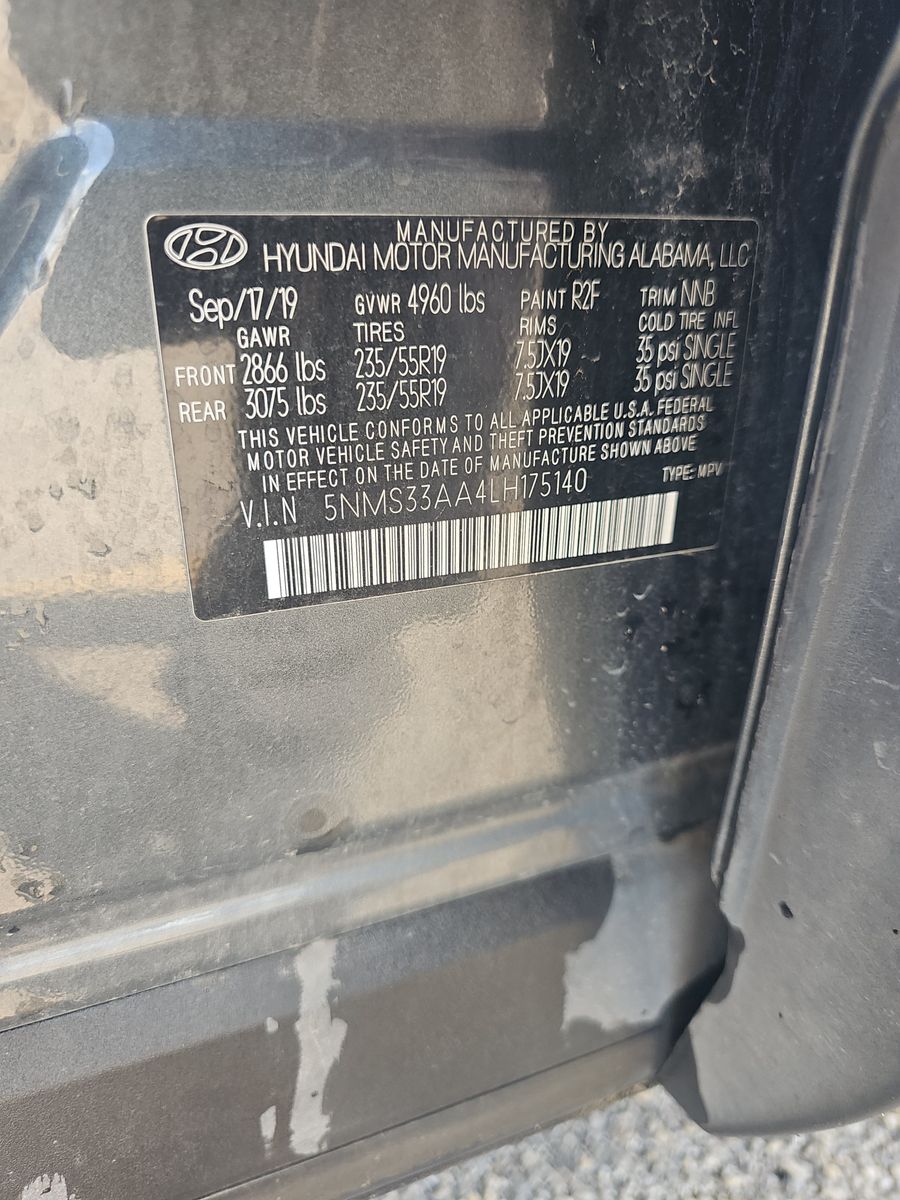 MANUFACTURED BY
HYUNDAI MOTOR MANUFACTURING ALABAMA, LLC
Sep/17/19 GVWR 4960 lbs PAINT R2F TRIM NNB
GAWR TIRES RIMS COLD TIRE INFL
FRONT 2866 lbs 235/55R19 7.5JX19 35 psi SINGLE
REAR 3075 lbs 235/55R19 7.5JX19 35 psi SINGLE
THIS VEHICLE CONFORMS TO ALL APPLICABLE U.S.A. FEDERAL
MOTOR VEHICLE SAFETY AND THEFT PREVENTION STANDARDS
IN EFFECT ON THE DATE OF MANUFACTURE SHOWN ABOVE
V.I.N 5NMS33AA4LH175140 TYPE: MPV